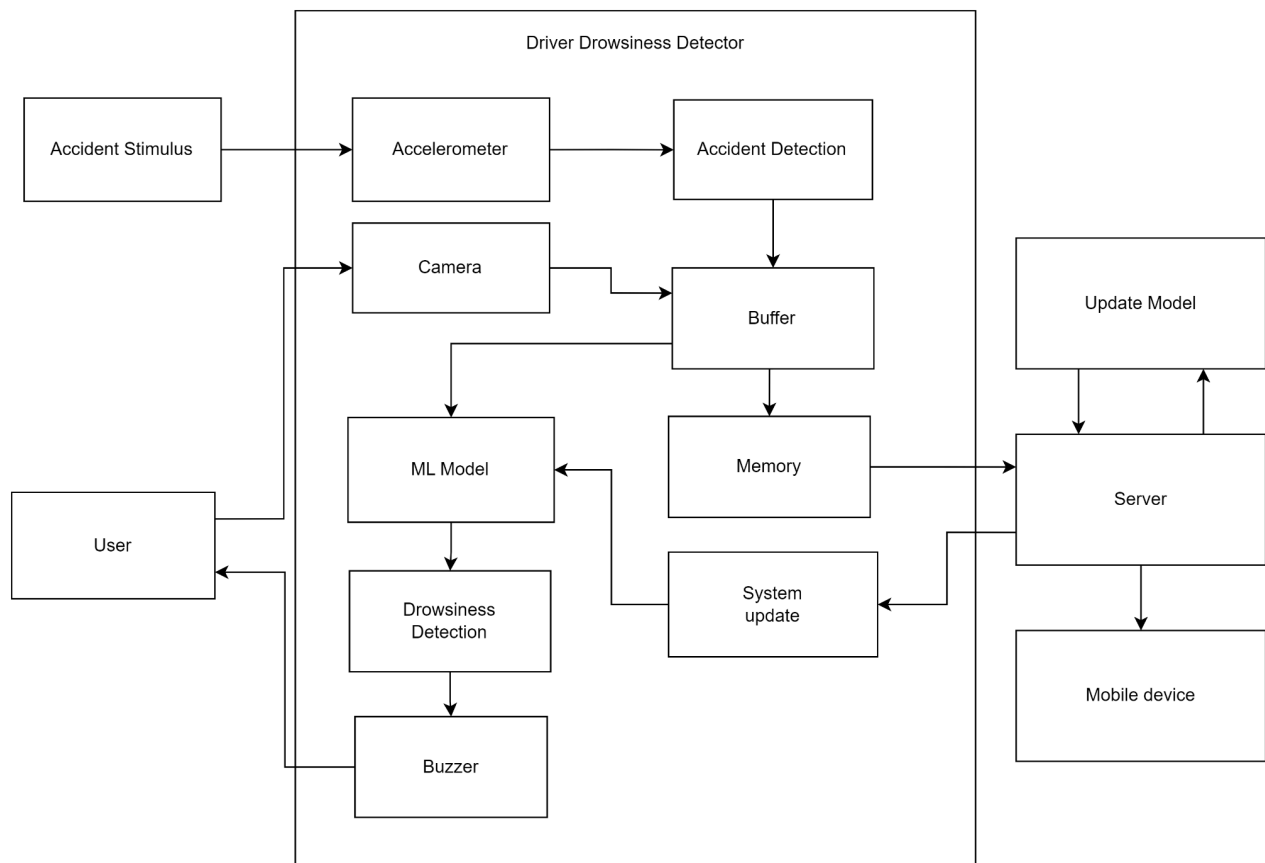 Driver Drowsiness Detector
Accident Stimulus
Accelerometer
Accident Detection
Camera
Buffer
Update Model
ML Model
Memory
Server
User
Drowsiness
Detection
System
update
Mobile device
Buzzer